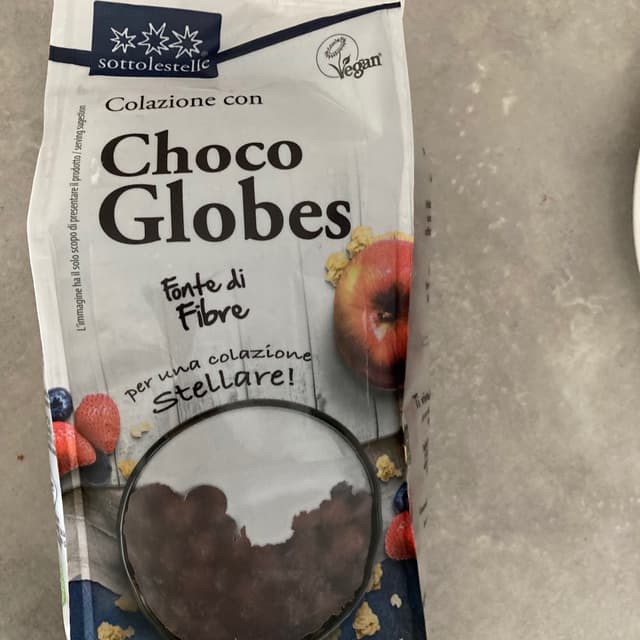 sottolestelle
Vegan
Colazione con
Choco
Globes
L'immagine ha il solo scopo di presentare il prodotto / serving sugestion
Fonte di
Fibre
per una colazione
Stellare!